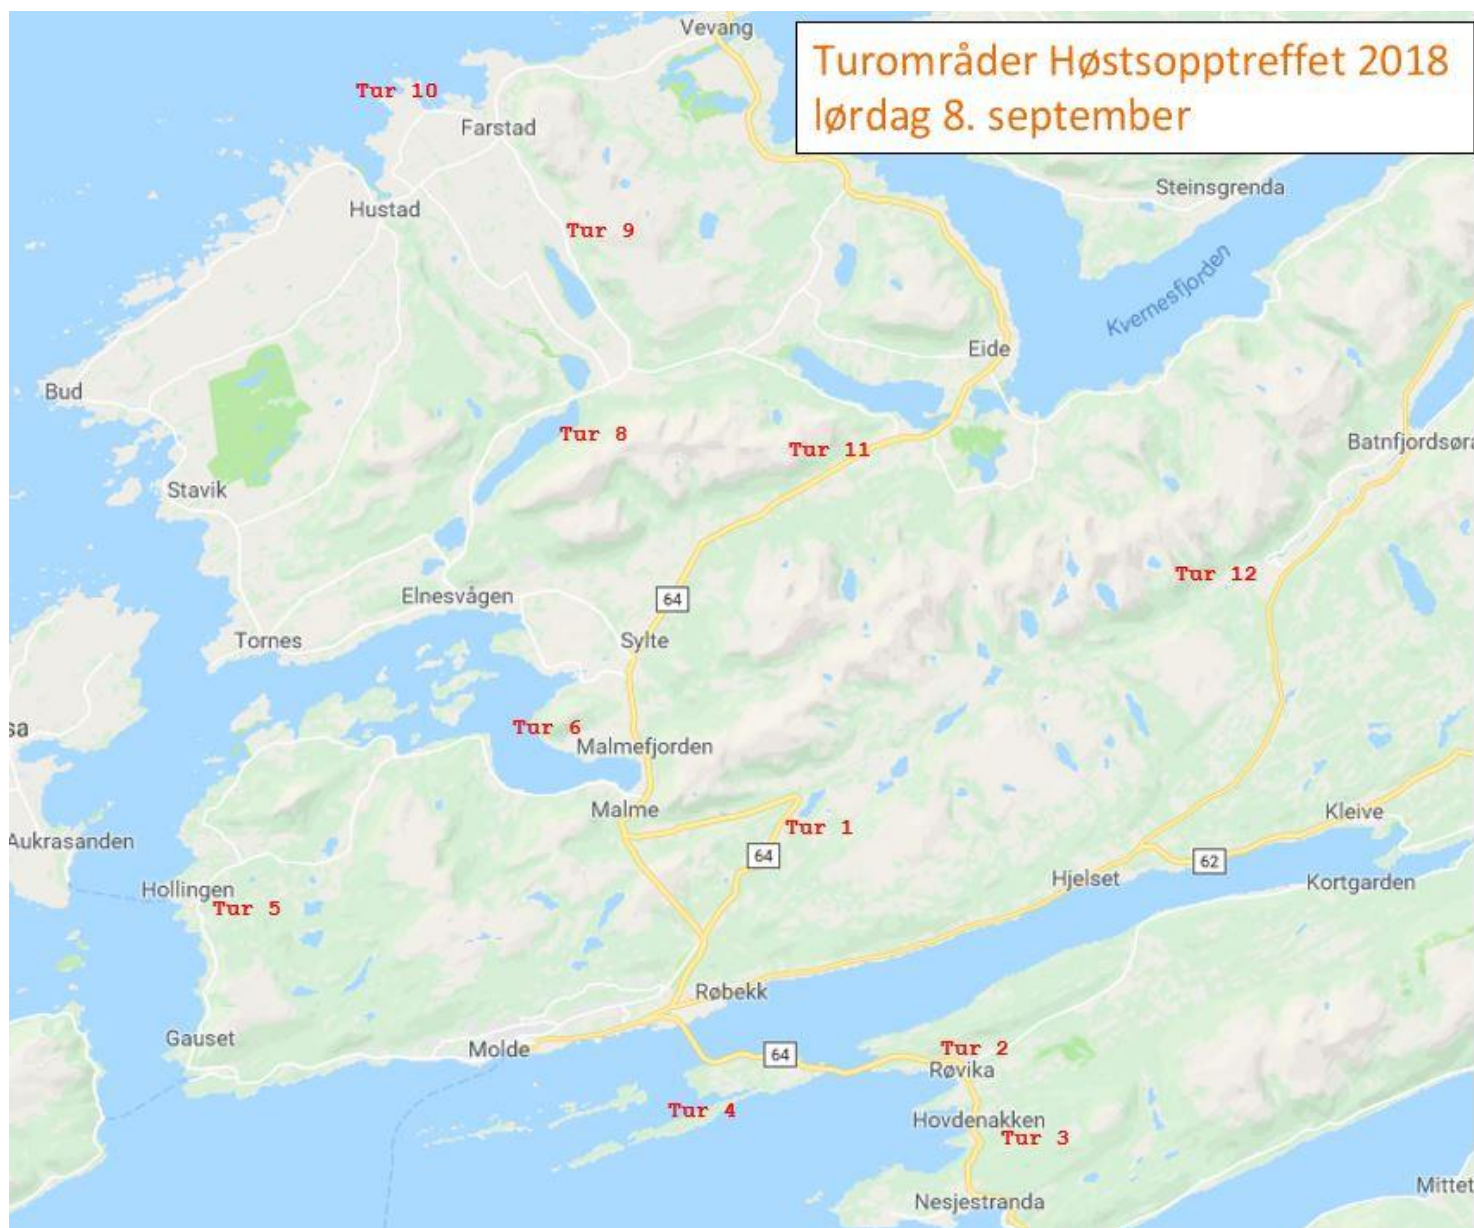 Vevang
Turområder Høstsopptreffet 2018
lørdag 8. september
Tur 10
Farstad
Steinsgrenda
Hustad
Tur 9
Kvernesfjorden
Eide
Bud
Tur 8
Tur 11
Batnfjordsøra
Stavik
Tur 12
Elnesvågen
64
Sylte
Tornes
sa
Tur 6
Malmefjorden
Malme
Tur 1
Kleive
Aukrasanden
64
62
Hjelset
Kortgarden
Hollingen
Tur 5
Røbekk
Gauset
Molde
64
Tur 2
Røvika
Tur 4
Hovdenakken
Tur 3
Mittet
Nesjestranda